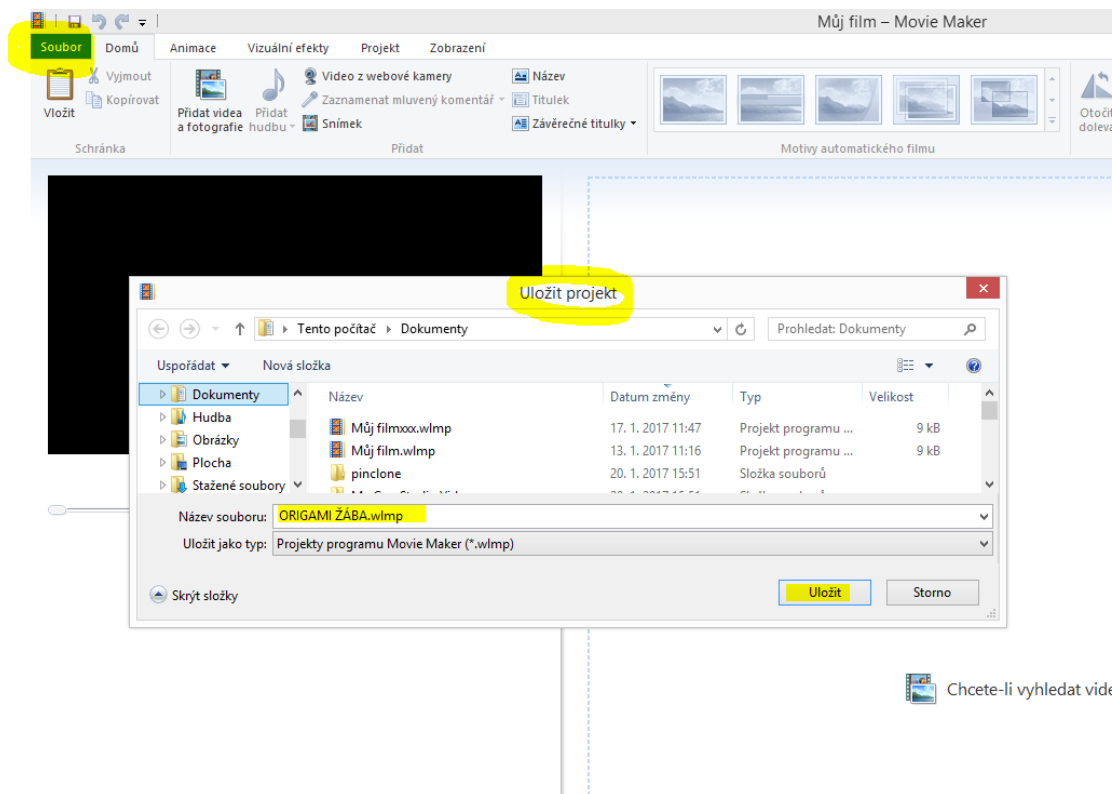 Můj film – Movie Maker
Soubor Domů Animace Vizuální efekty Projekt Zobrazení
Vložit
Vyjmout
Kopírovat
Schránka
Přidat videa
a fotografie
Přidat
hudbu
Video z webové kamery
Zaznamenat mluvený komentář
Snímek
Název
Titulek
Závěrečné titulky
Přidat
Motivy automatického filmu
Otočit
doleva
Uložit projekt
Tento počítač Dokumenty
Prohledat: Dokumenty
Uspořádat Nová složka
Dokumenty
Hudba
Obrázky
Plocha
Stažené soubory
Název Datum změny Typ Velikost
Můj filmxxx.wlmp 17. 1. 2017 11:47 Projekt programu ... 9 kB
Můj film.wlmp 13. 1. 2017 11:16 Projekt programu ... 9 kB
pinclone 20. 1. 2017 15:51 Složka souborů
Název souboru: ORIGAMI ŽÁBA.wlmp
Uložit jako typ: Projekty programu Movie Maker (*.wlmp)
Skrýt složky
Uložit Storno
Chcete-li vyhledat vide